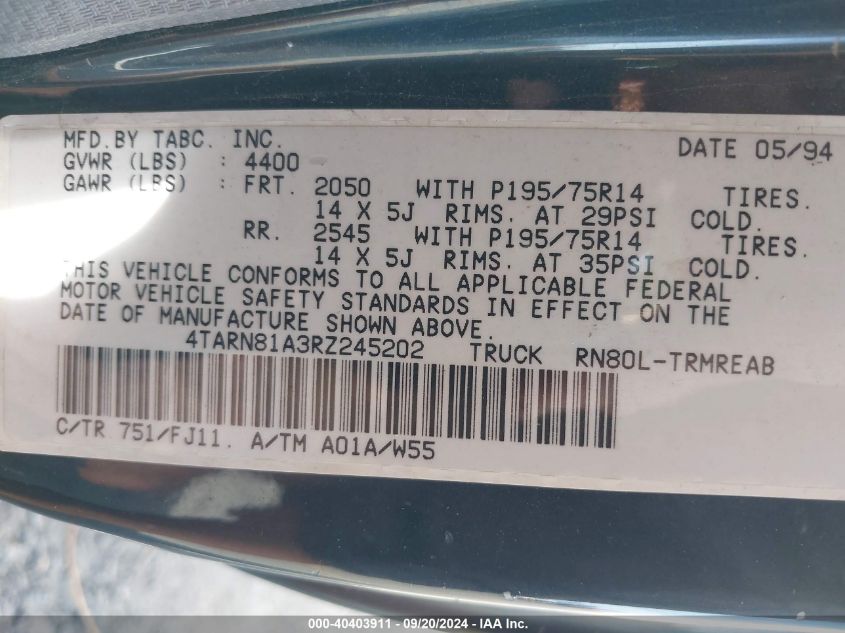 MFD.BY TABC. INC. DATE 05/94
GVWR (LBS) : 4400
GAWR (LBS) : FRT. 2050 WITH P195/75R14 TIRES.
14 X 5J RIMS. AT 29PSI COLD.
RR. 2545 WITH P195/75R14 TIRES.
14 X 5J RIMS. AT 35PSI COLD.
THIS VEHICLE CONFORMS TO ALL APPLICABLE FEDERAL
MOTOR VEHICLE SAFETY STANDARDS IN EFFECT ON THE
DATE OF MANUFACTURE SHOWN ABOVE.
4TARN81A3RZ245202 TRUCK RN80L-TRMREAB
C/TR 751/FJ11. A/TM A01A/W55
000-40403911 - 09/20/2024 - IAA Inc.